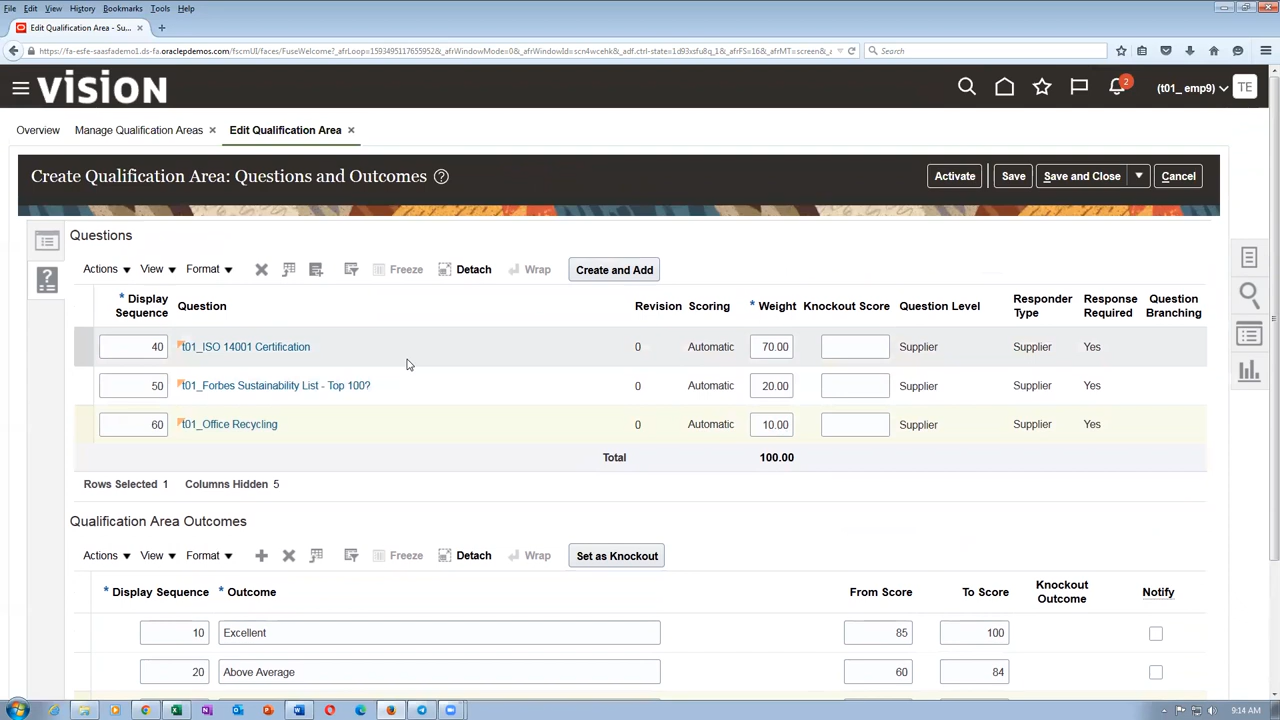 File Edit View History Bookmarks Tools Help
Edit Qualification Area - Su...
Search
vision
2
(t01_ emp9)
TE
Overview Manage Qualification Areas Edit Qualification Area
Create Qualification Area: Questions and Outcomes
Activate Save Save and Close Cancel
Questions
Actions View Format Freeze Detach Wrap Create and Add
* Display Sequence Question Revision Scoring * Weight Knockout Score Question Level Responder Type Response Required Question Branching
40 t01_ISO 14001 Certification 0 Automatic 70.00 Supplier Supplier Yes
50 t01_Forbes Sustainability List - Top 100? 0 Automatic 20.00 Supplier Supplier Yes
60 t01_Office Recycling 0 Automatic 10.00 Supplier Supplier Yes
Total 100.00
Rows Selected 1 Columns Hidden 5
Qualification Area Outcomes
Actions View Format Freeze Detach Wrap Set as Knockout
* Display Sequence * Outcome From Score To Score Knockout Outcome Notify
10 Excellent 85 100
20 Above Average 60 84
9:14 AM